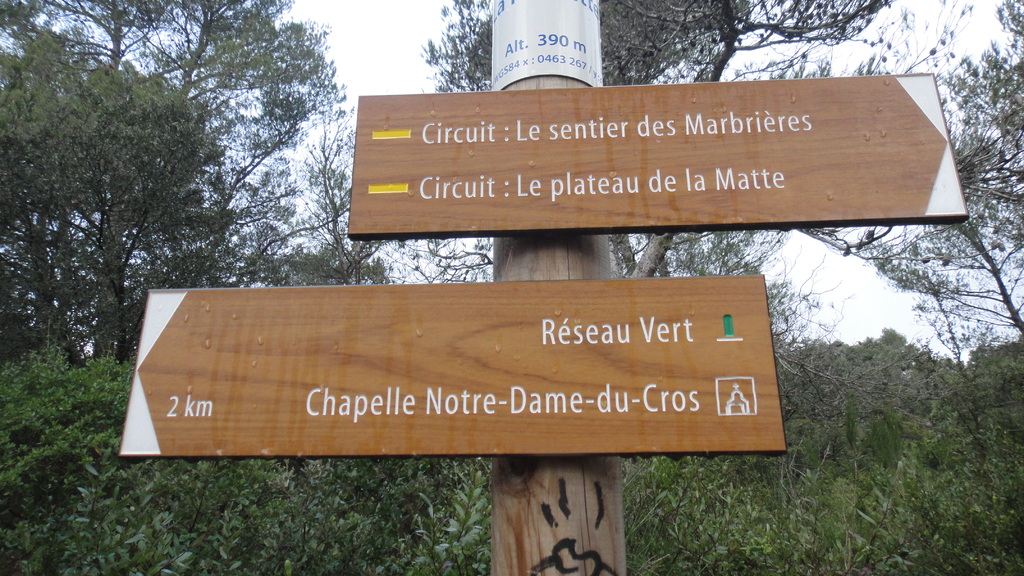 Alt. 390 m
Circuit : Le sentier des Marbrières
Circuit : Le plateau de la Matte
Réseau Vert
2 km Chapelle Notre-Dame-du-Cros